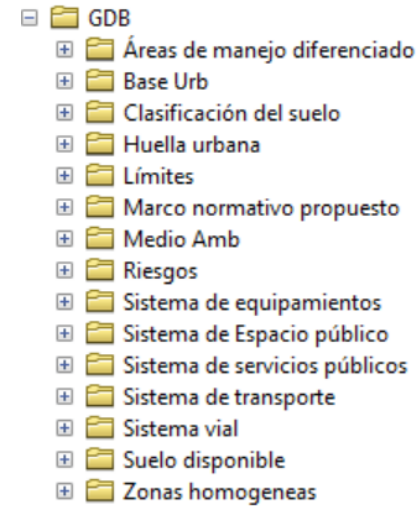 GDB
Áreas de manejo diferenciado
Base Urb
Clasificación del suelo
Huella urbana
Límites
Marco normativo propuesto
Medio Amb
Riesgos
Sistema de equipamientos
Sistema de Espacio público
Sistema de servicios públicos
Sistema de transporte
Sistema vial
Suelo disponible
Zonas homogeneas